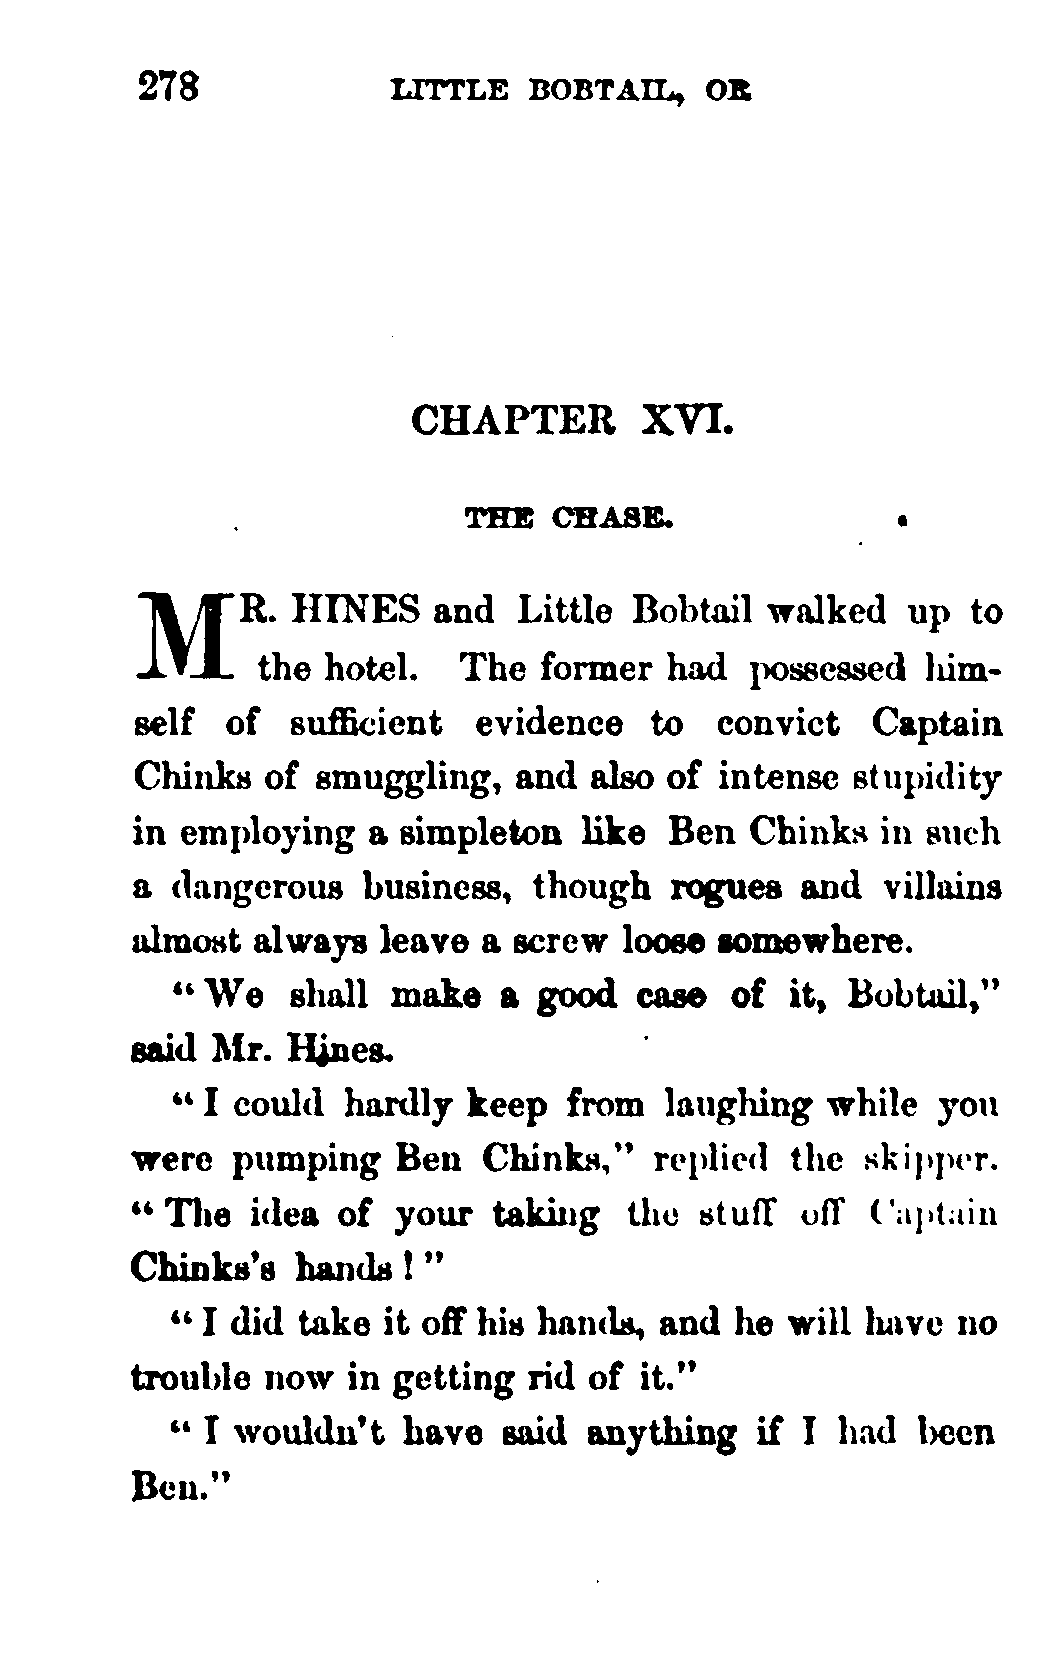 278 LITTLE BOBTAIL, OR
CHAPTER XVI.
THE CHASE.
MR. HINES and Little Bobtail walked up to
the hotel. The former had possessed him-
self of sufficient evidence to convict Captain
Chinks of smuggling, and also of intense stupidity
in employing a simpleton like Ben Chinks in such
a dangerous business, though rogues and villains
almost always leave a screw loose somewhere.
"We shall make a good case of it, Bobtail,"
said Mr. Hines.
"I could hardly keep from laughing while you
were pumping Ben Chinks," replied the skipper.
"The idea of your taking the stuff off Captain
Chinks's hands!"
"I did take it off his hands, and he will have no
trouble now in getting rid of it."
"I wouldn't have said anything if I had been
Ben."